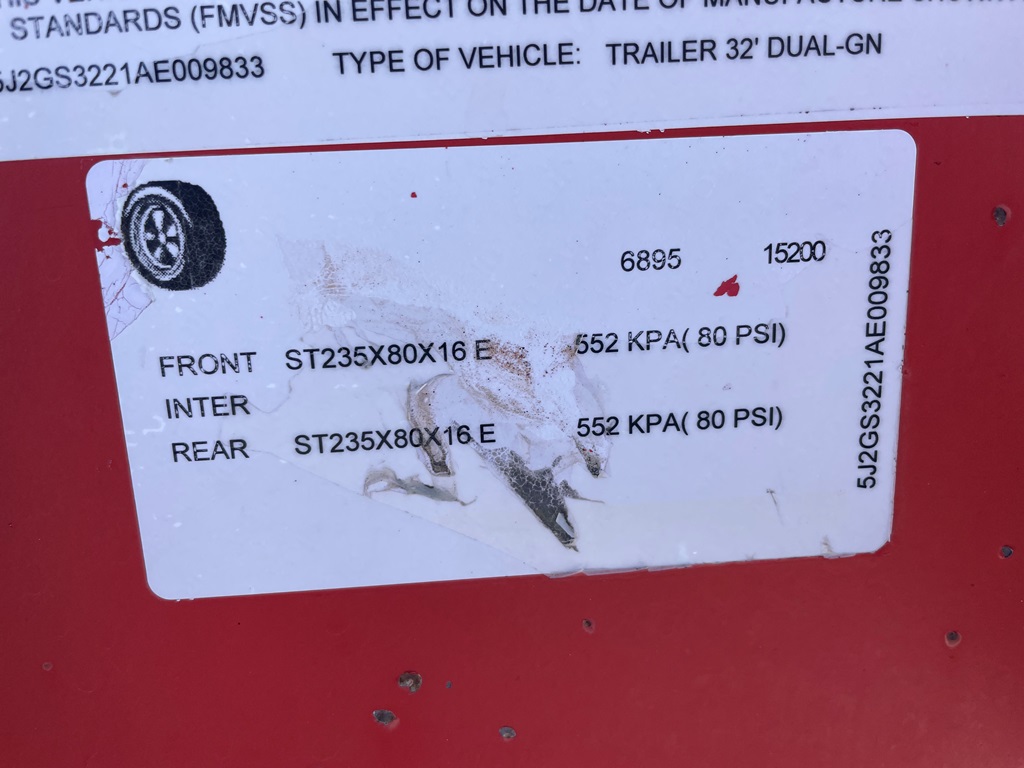 STANDARDS (FMVSS) IN EFFECT ON THE DATE OF MANUFACTURE
5J2GS3221AE009833 TYPE OF VEHICLE: TRAILER 32' DUAL-GN
6895 15200
FRONT ST235X80X16 E 552 KPA( 80 PSI)
INTER
REAR ST235X80X16 E 552 KPA( 80 PSI)
5J2GS3221AE009833